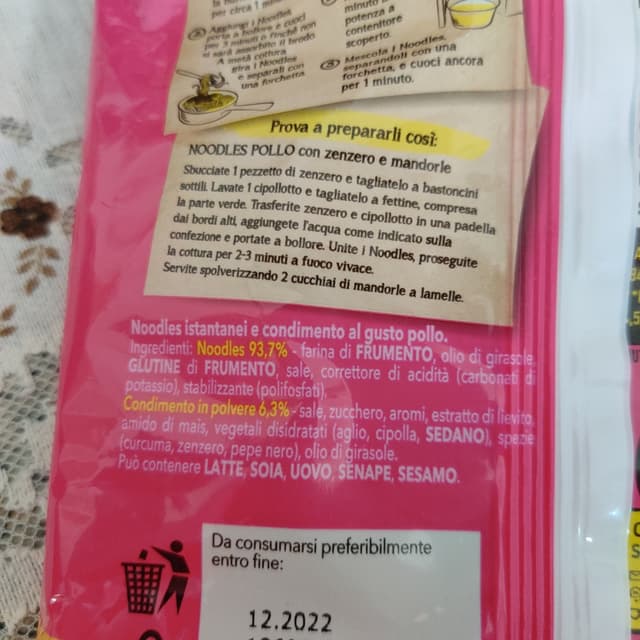 per circa 1 min
Aggiungi i Noodles
porta a bollore e cuoci
per 3 minuti o finché non
si sarà assorbito il brodo
A metà cottura
gira i Noodles
e separali con
una forchetta.
minuto
potenza a
contenitore
scoperto.
Mescola i Noodles,
separandoli con una
forchetta, e cuoci ancora
per 1 minuto.
Prova a prepararli così:
NOODLES POLLO con zenzero e mandorle
Sbucciate 1 pezzetto di zenzero e tagliatelo a bastoncini
sottili. Lavate 1 cipollotto e tagliatelo a fettine, compresa
la parte verde. Trasferite zenzero e cipollotto in una padella
dai bordi alti, aggiungete l'acqua come indicato sulla
confezione e portate a bollore. Unite i Noodles, proseguite
la cottura per 2-3 minuti a fuoco vivace.
Servite spolverizzando 2 cucchiai di mandorle a lamelle.
Noodles istantanei e condimento al gusto pollo.
Ingredienti: Noodles 93,7% - farina di FRUMENTO, olio di girasole,
GLUTINE di FRUMENTO, sale, correttore di acidità (carbonati di
potassio), stabilizzante (polifosfati).
Condimento in polvere 6,3% - sale, zucchero, aromi, estratto di lievito,
amido di mais, vegetali disidratati (aglio, cipolla, SEDANO), spezie
(curcuma, zenzero, pepe nero), olio di girasole.
Può contenere LATTE, SOIA, UOVO, SENAPE, SESAMO.
Da consumarsi preferibilmente
entro fine:
12.2022